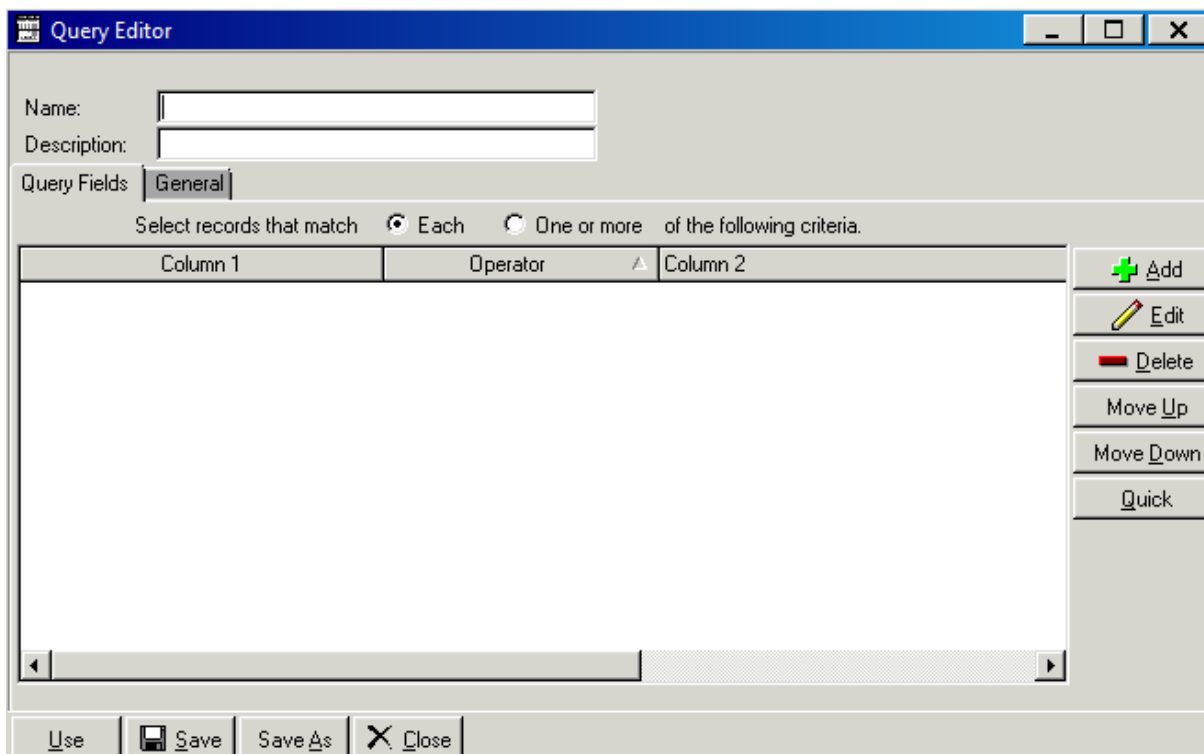 Query Editor
Name:
Description:
Query Fields General
Select records that match Each One or more of the following criteria.
Column 1 Operator Column 2
Add
Edit
Delete
Move Up
Move Down
Quick
Use Save Save As Close